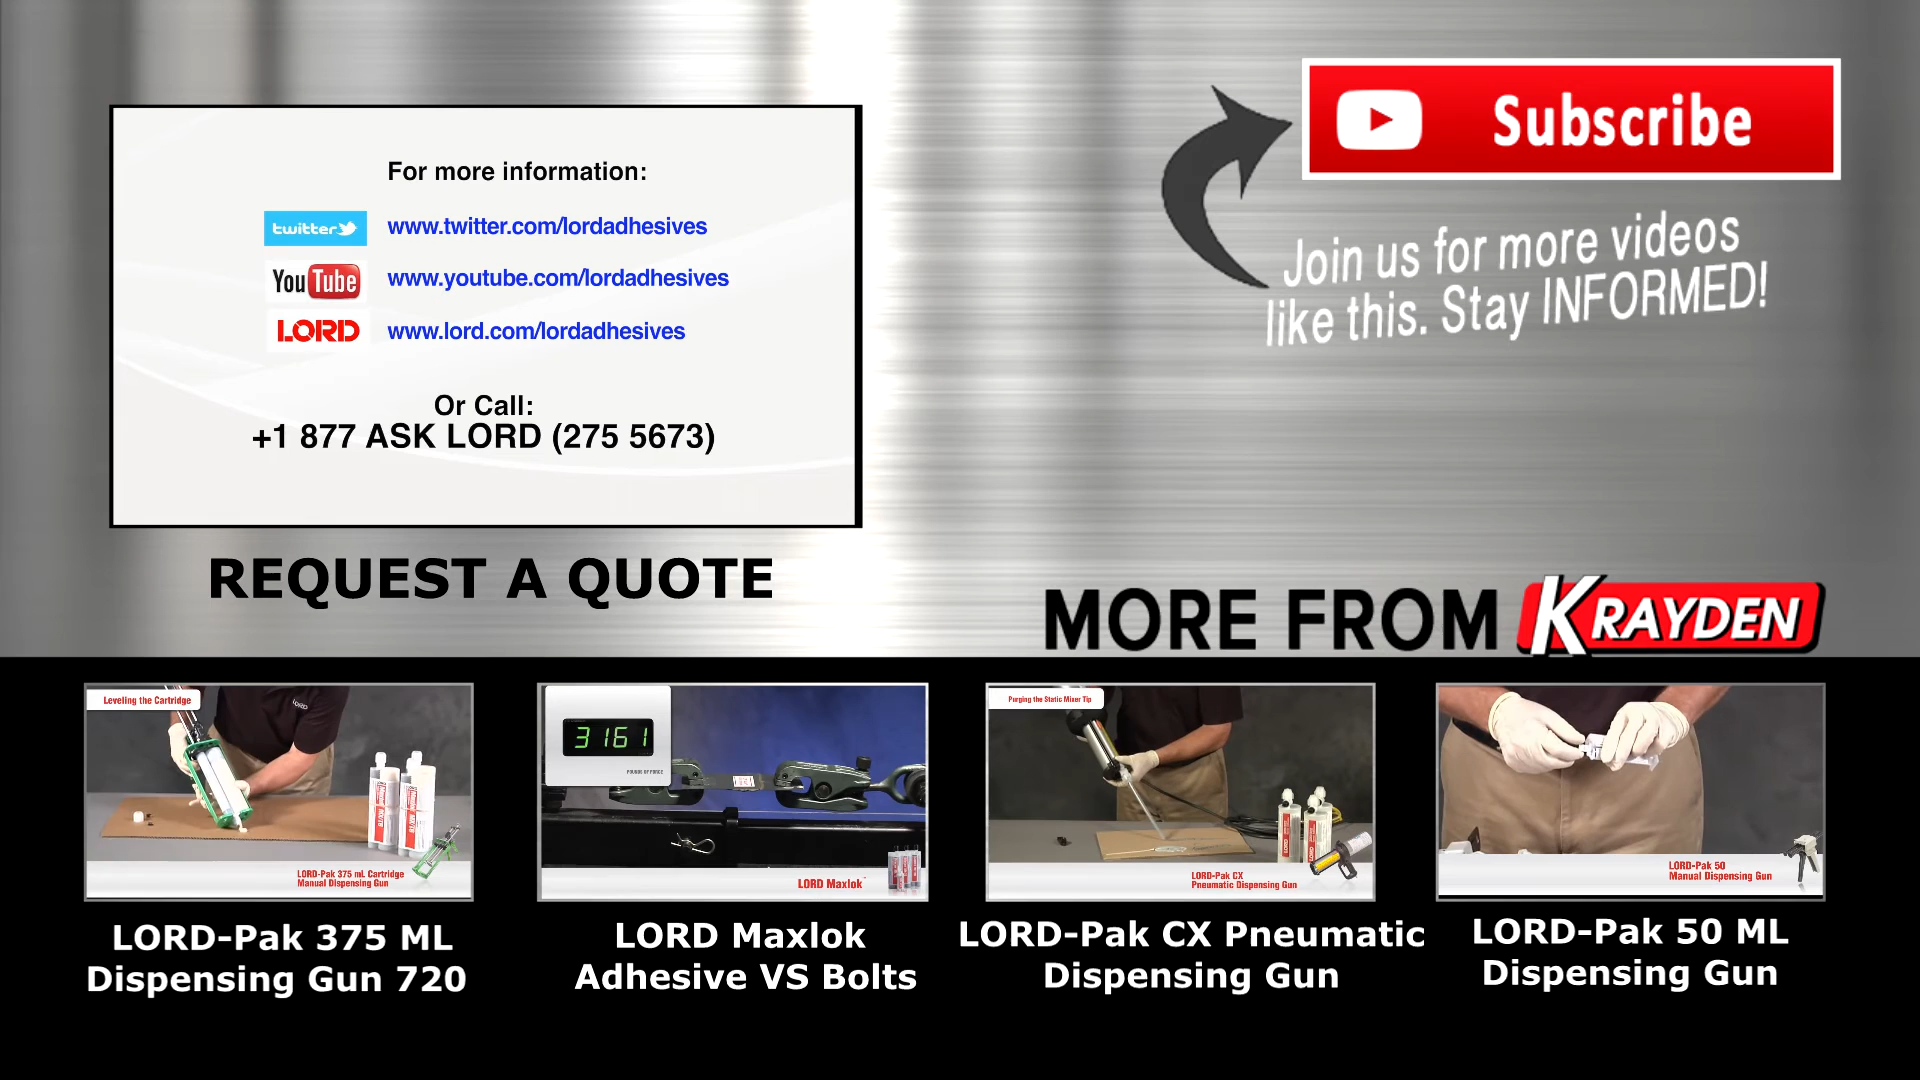 For more information:
twitter
www.twitter.com/lordadhesives
YouTube
www.youtube.com/lordadhesives
LORD
www.lord.com/lordadhesives
Or Call:
+1 877 ASK LORD (275 5673)
REQUEST A QUOTE
Subscribe
Join us for more videos
like this. Stay INFORMED!
MORE FROM KRAYDEN
Leveling the Cartridge
LORD-Pak 375 mL Cartridge
Manual Dispensing Gun
LORD-Pak 375 ML
Dispensing Gun 720
3161
POUNDS OF FORCE
LORD Maxlok
LORD Maxlok
Adhesive VS Bolts
Purging the Static Mixer Tip
LORD-Pak CX
Pneumatic Dispensing Gun
LORD-Pak CX Pneumatic
Dispensing Gun
LORD-Pak 50
Manual Dispensing Gun
LORD-Pak 50 ML
Dispensing Gun